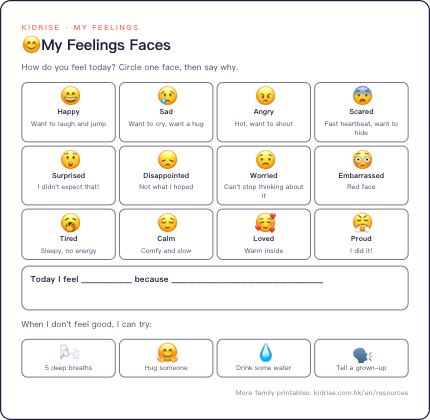 KIDRISE · MY FEELINGS
😊My Feelings Faces
How do you feel today? Circle one face, then say why.
Happy
Want to laugh and jump
Sad
Want to cry, want a hug
Angry
Hot, want to shout
Scared
Fast heartbeat, want to
hide
Surprised
I didn't expect that!
Disappointed
Not what I hoped
Worried
Can't stop thinking about
it
Embarrassed
Red face
Tired
Sleepy, no energy
Calm
Comfy and slow
Loved
Warm inside
Proud
I did it!
Today I feel ____________ because ____________________________________
When I don't feel good, I can try:
5 deep breaths
Hug someone
Drink some water
Tell a grown-up
More family printables: kidrise.com.hk/en/resources